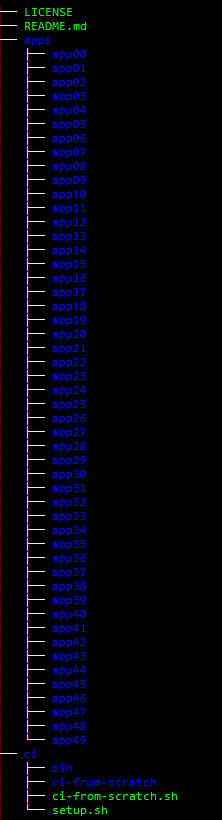 LICENSE
README.md
apps
app00
app01
app02
app03
app04
app05
app06
app07
app08
app09
app10
app11
app12
app13
app14
app15
app16
app17
app18
app19
app20
app21
app22
app23
app24
app25
app26
app27
app28
app29
app30
app31
app32
app33
app34
app35
app36
app37
app38
app39
app40
app41
app42
app43
app44
app45
app46
app47
app48
app49
ci
bin
ci-from-scratch
ci-from-scratch.sh
setup.sh